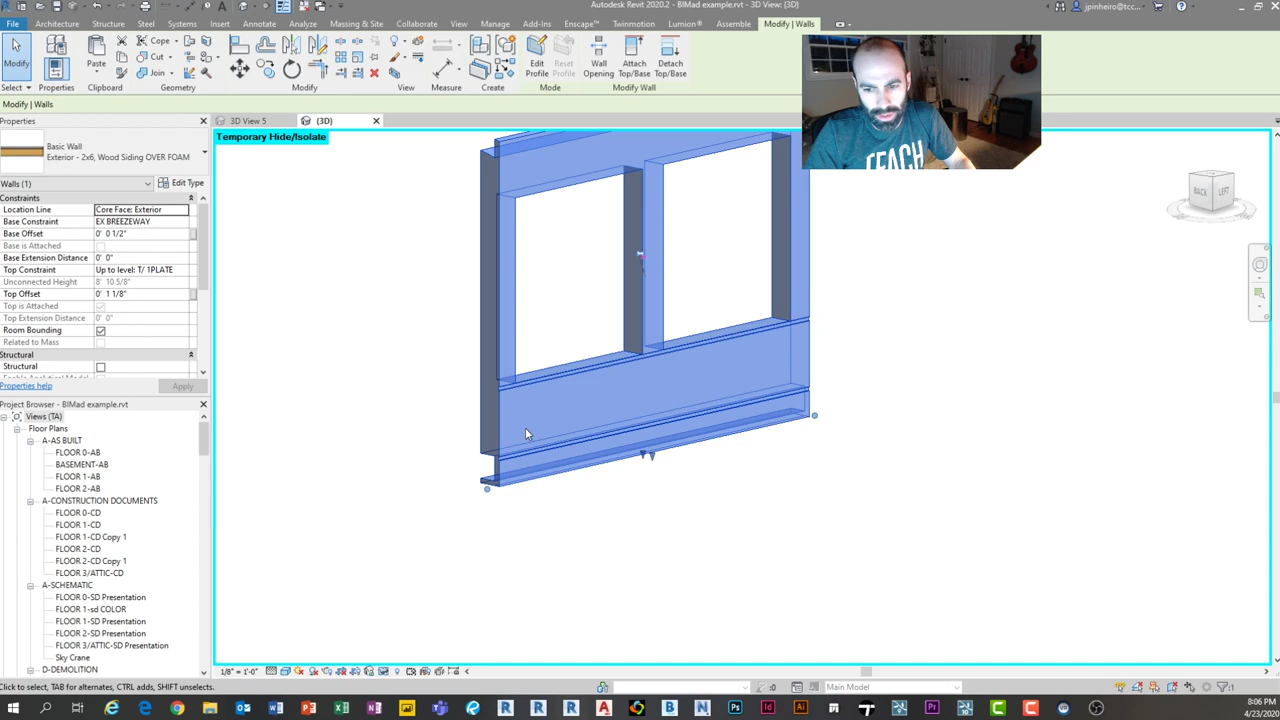 Autodesk Revit 2020.2 - BIMad example.rvt - 3D View: {3D}
jpinheiro@tcc...
File Architecture Structure Steel Systems Insert Annotate Analyze Massing & Site Collaborate View Manage Add-Ins Enscape™ Twinmotion Lumion® BIMad Assemble Modify | Walls
Modify Properties Paste Cope Cut Join Edit Profile Reset Profile Wall Opening Attach Top/Base Detach Top/Base
Select Properties Clipboard Geometry Modify View Measure Create Mode Modify Wall
Modify | Walls
Properties
3D View 5
{3D}
Temporary Hide/Isolate
Basic Wall
Exterior - 2x6, Wood Siding OVER FOAM
Walls (1)
Edit Type
Constraints
Location Line Core Face: Exterior
Base Constraint EX BREEZEWAY
Base Offset 0' 0 1/2"
Base is Attached
Base Extension Distance 0' 0"
Top Constraint Up to level: T/ 1PLATE
Unconnected Height 8' 10 5/8"
Top Offset 0' 1 1/8"
Top is Attached
Top Extension Distance 0' 0"
Room Bounding
Related to Mass
Structural
Structural
Properties help
Apply
Project Browser - BIMad example.rvt
Views (TA)
Floor Plans
A-AS BUILT
FLOOR 0-AB
BASEMENT-AB
FLOOR 1-AB
FLOOR 2-AB
A-CONSTRUCTION DOCUMENTS
FLOOR 0-CD
FLOOR 1-CD
FLOOR 1-CD Copy 1
FLOOR 2-CD
FLOOR 2-CD Copy 1
FLOOR 3/ATTIC-CD
A-SCHEMATIC
FLOOR 0-SD Presentation
FLOOR 1-sd COLOR
FLOOR 1-SD Presentation
FLOOR 2-SD Presentation
FLOOR 3/ATTIC-SD Presentation
Sky Crane
D-DEMOLITION
TEACH
BACK
LEFT
1/8" = 1'-0"
Click to select, TAB for alternates, CTRL adds, SHIFT unselects.
:0
Main Model
:1
8:06 PM
4/23/2020